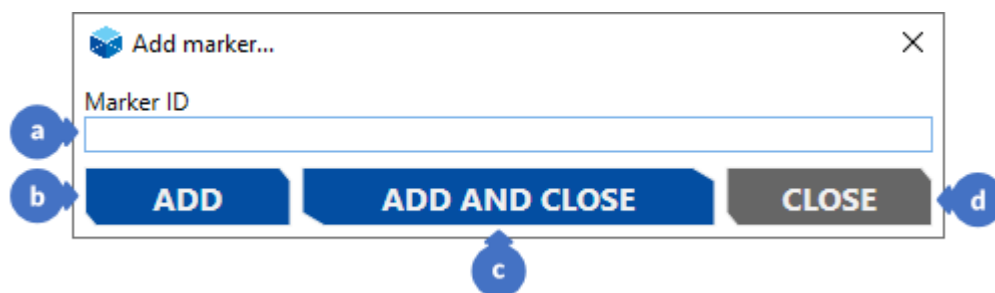 Add marker...
Marker ID
a
b ADD ADD AND CLOSE CLOSE d
c